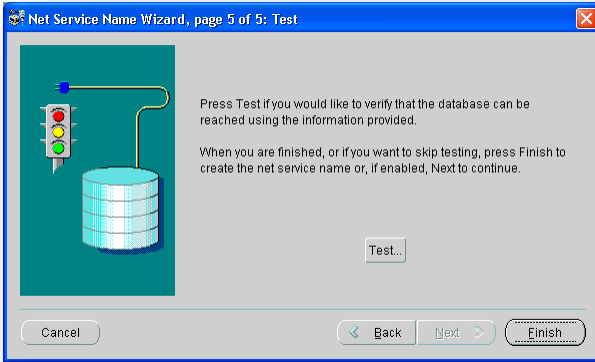 Net Service Name Wizard, page 5 of 5: Test
Press Test if you would like to verify that the database can be
reached using the information provided.
When you are finished, or if you want to skip testing, press Finish to
create the net service name or, if enabled, Next to continue.
Test...
Cancel
Back
Next
Finish